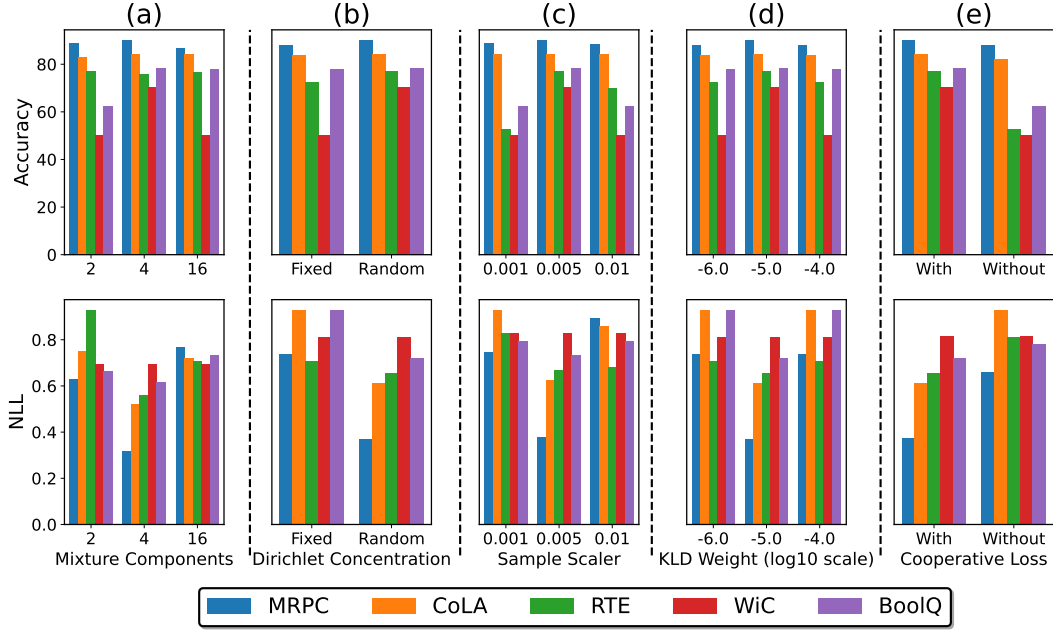 (a) (b) (c) (d) (e)
Accuracy
80
60
40
20
0
2 4 16 Fixed Random 0.001 0.005 0.01 -6.0 -5.0 -4.0 With Without
NLL
0.8
0.6
0.4
0.2
0.0
2 4 16 Fixed Random 0.001 0.005 0.01 -6.0 -5.0 -4.0 With Without
Mixture Components Dirichlet Concentration Sample Scaler KLD Weight (log10 scale) Cooperative Loss
MRPC CoLA RTE WiC BoolQ